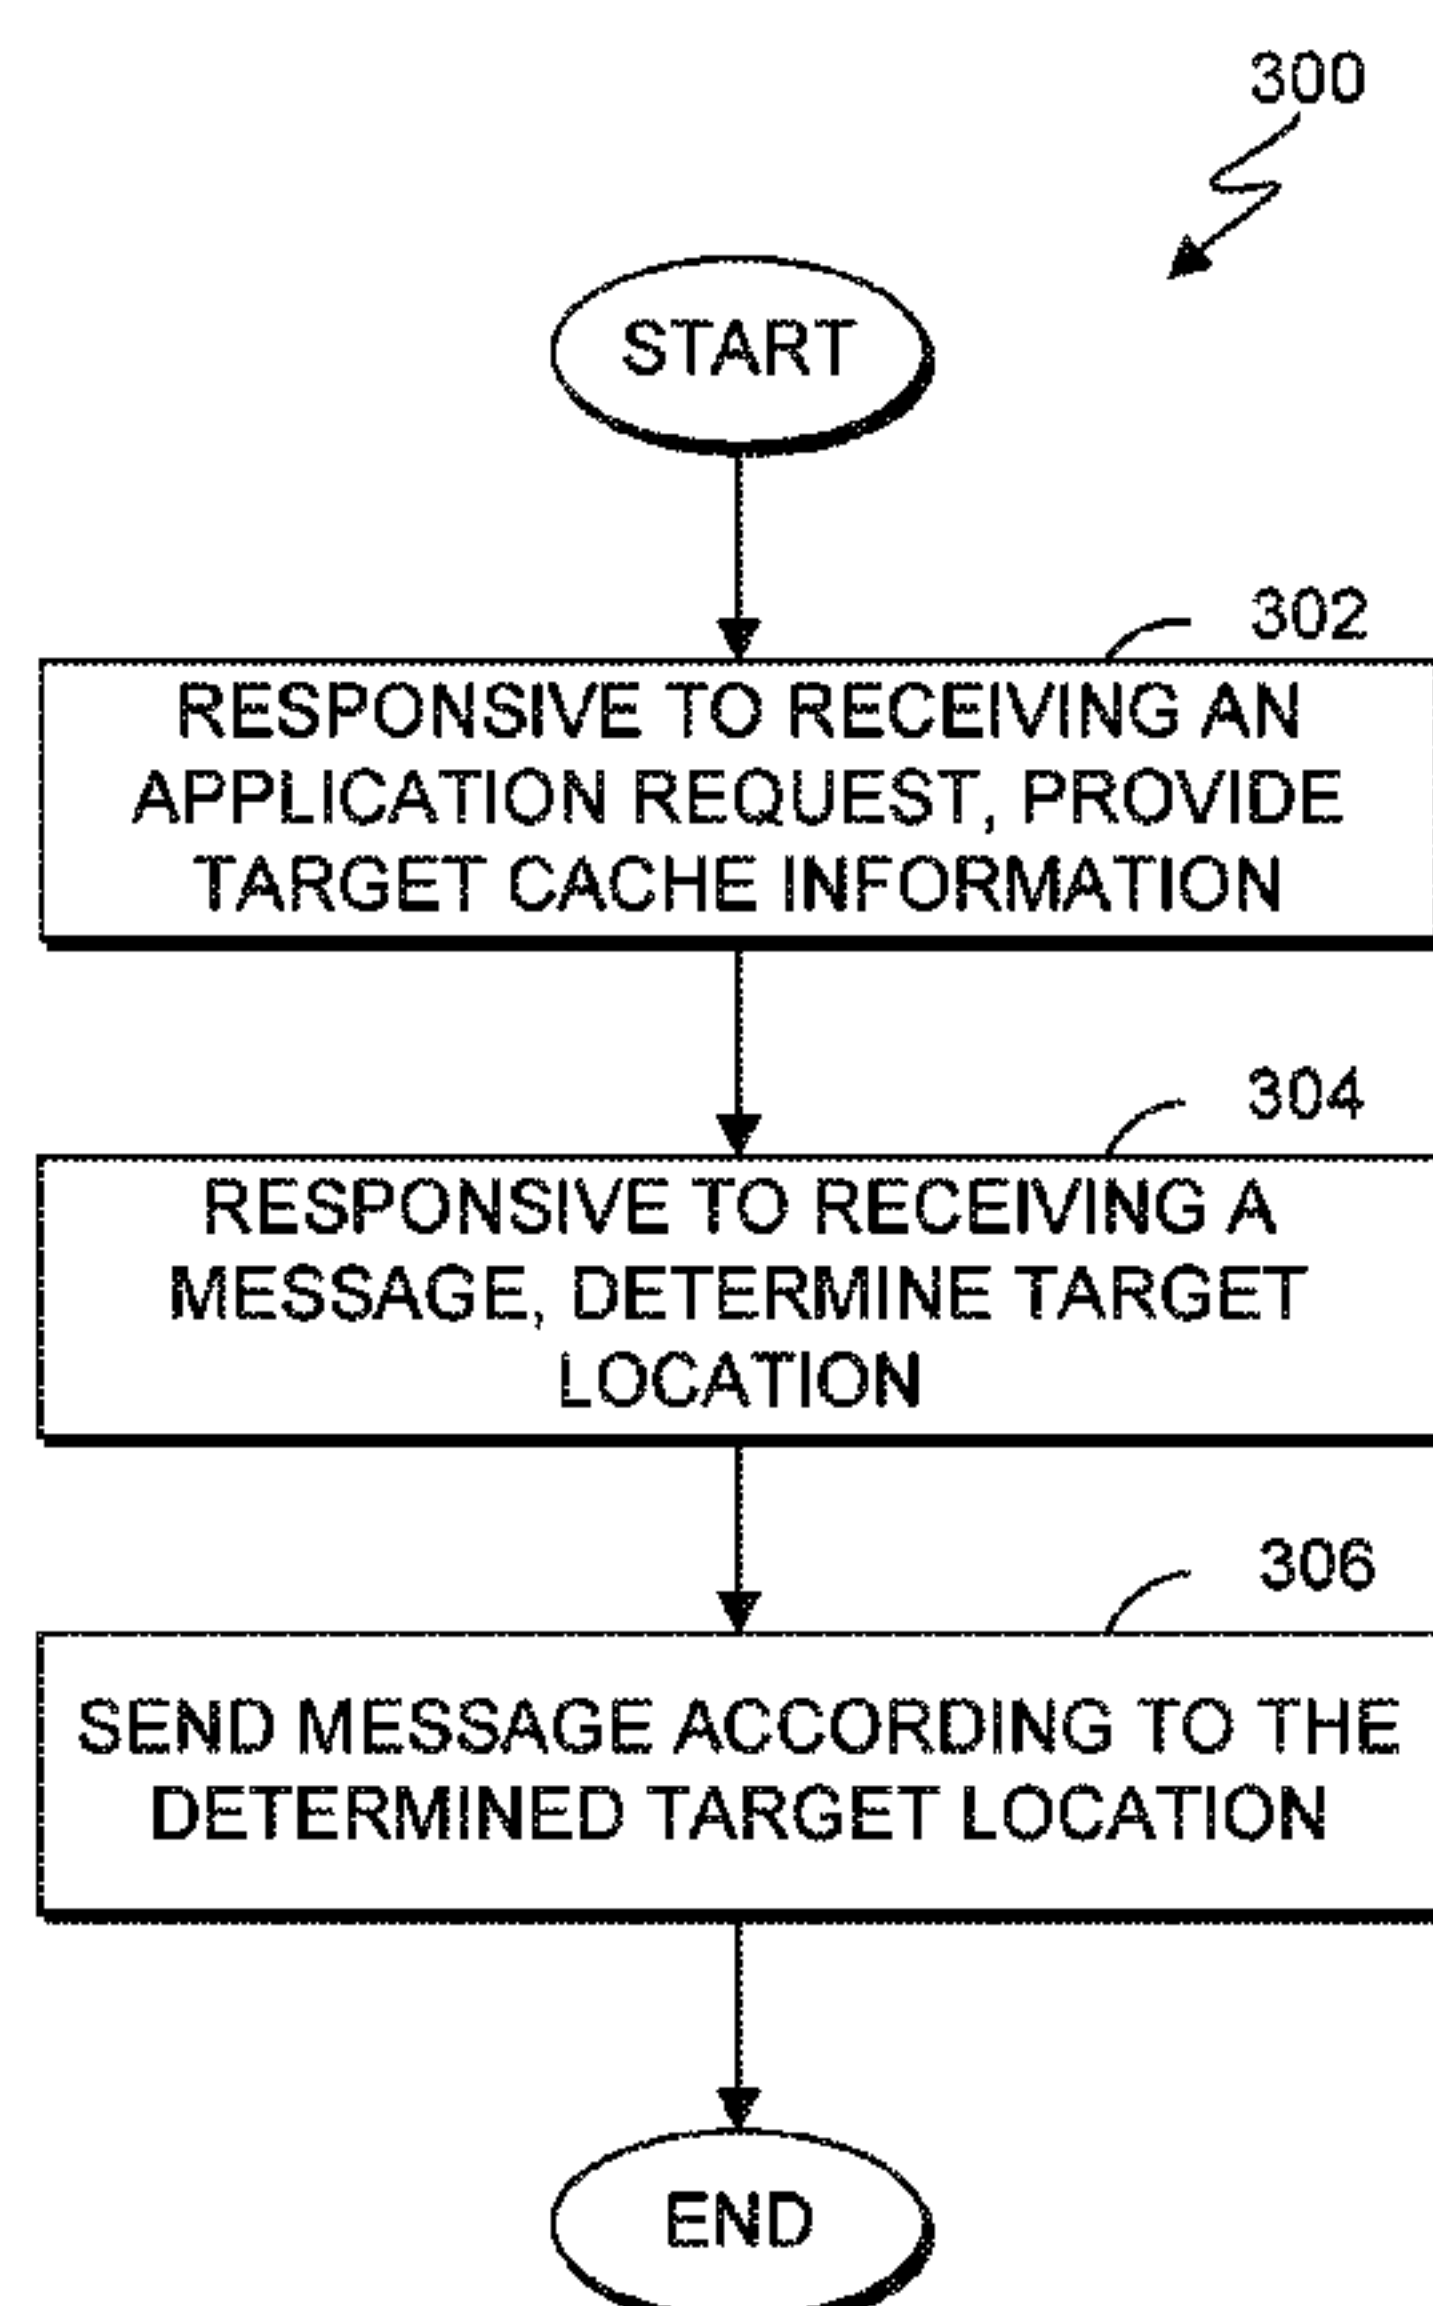 300
START
302
RESPONSIVE TO RECEIVING AN
APPLICATION REQUEST, PROVIDE
TARGET CACHE INFORMATION
304
RESPONSIVE TO RECEIVING A
MESSAGE, DETERMINE TARGET
LOCATION
306
SEND MESSAGE ACCORDING TO THE
DETERMINED TARGET LOCATION
END